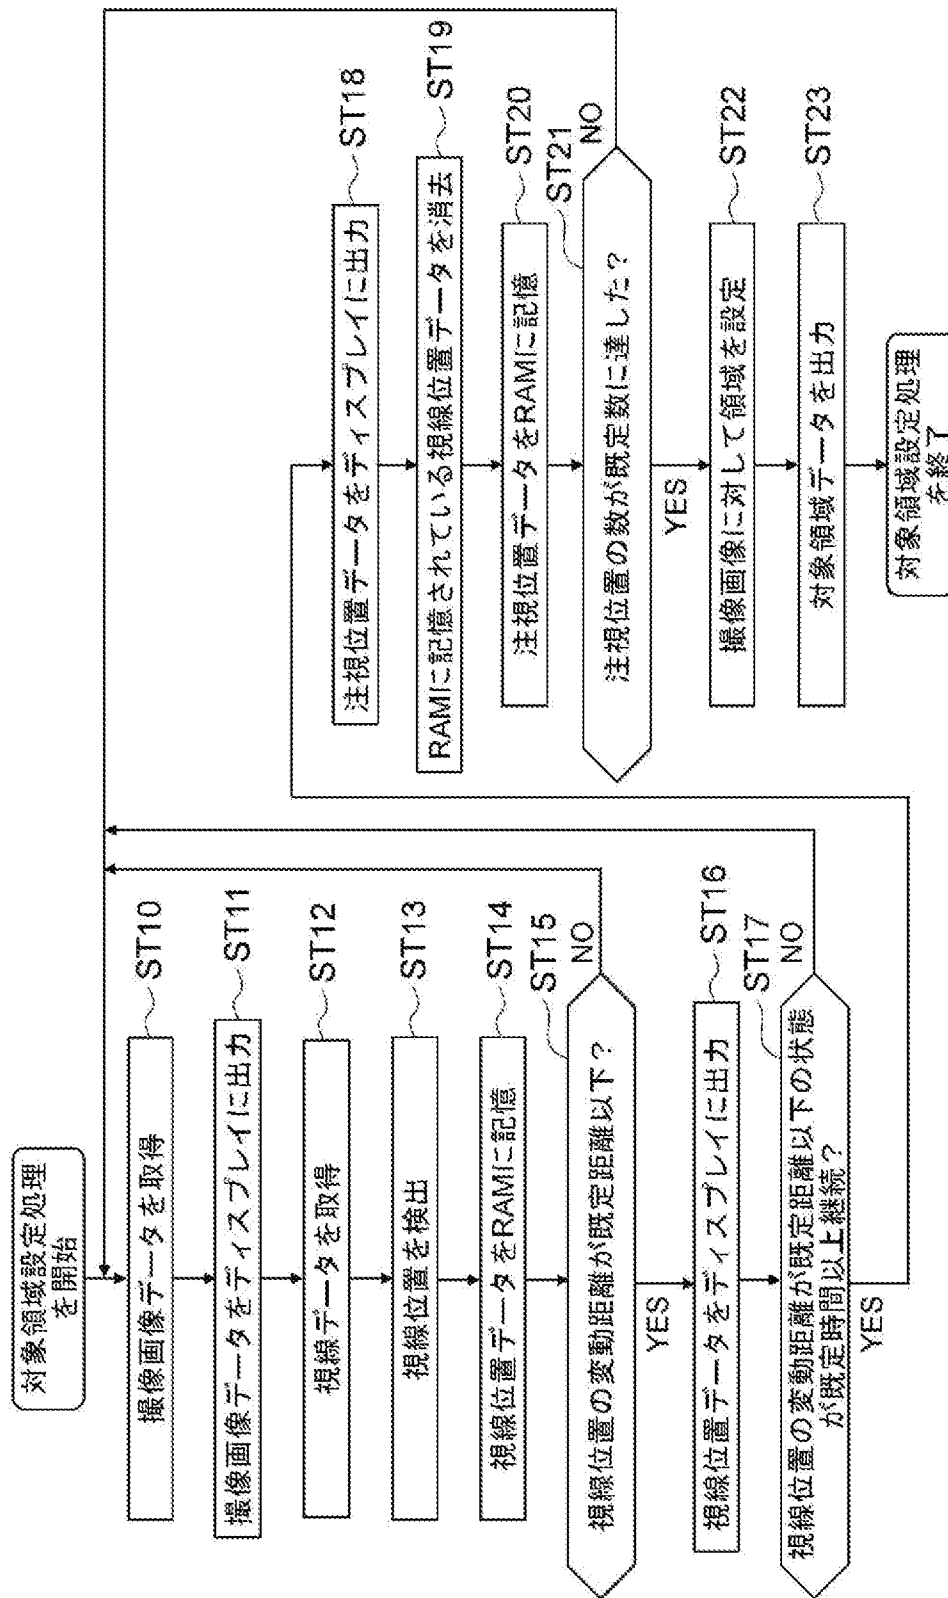 対象領域設定処理
を開始
撮像画像データを取得
ST10
撮像画像データをディスプレイに出力
ST11
視線データを取得
ST12
視線位置を検出
ST13
視線位置データをRAMに記憶
ST14
視線位置の変動距離が既定距離以下？
ST15
NO
YES
視線位置データをディスプレイに出力
ST16
視線位置の変動距離が既定距離以下の状態
が既定時間以上継続？
ST17
NO
YES
注視位置データをディスプレイに出力
ST18
RAMに記憶されている視線位置データを消去
ST19
注視位置データをRAMに記憶
ST20
注視位置の数が既定数に達した？
ST21
NO
YES
撮像画像に対して領域を設定
ST22
対象領域データを出力
ST23
対象領域設定処理
を終了